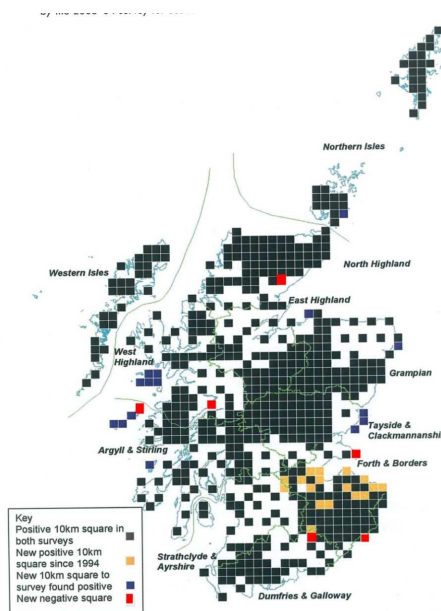 Northern Isles
Western Isles
North Highland
East Highland
West
Highland
Grampian
Tayside &
Clackmannanshire
Argyll & Stirling
Forth & Borders
Key
Positive 10km square in
both surveys
New positive 10km
square since 1994
New 10km square to
survey found positive
New negative square
Strathclyde &
Ayrshire
Dumfries & Galloway